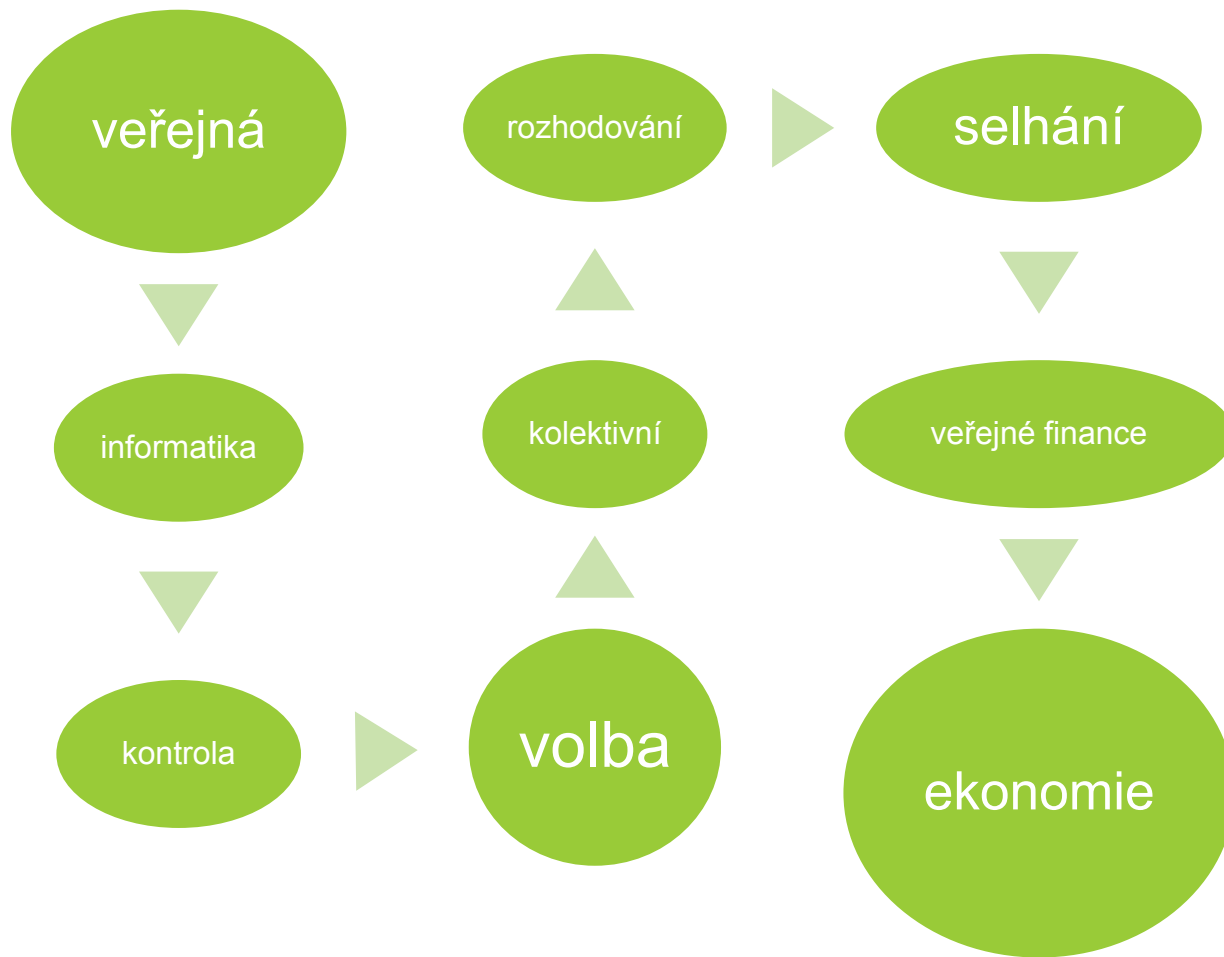 veřejná
informatika
kontrola
volba
kolektivní
rozhodování
selhání
veřejné finance
ekonomie